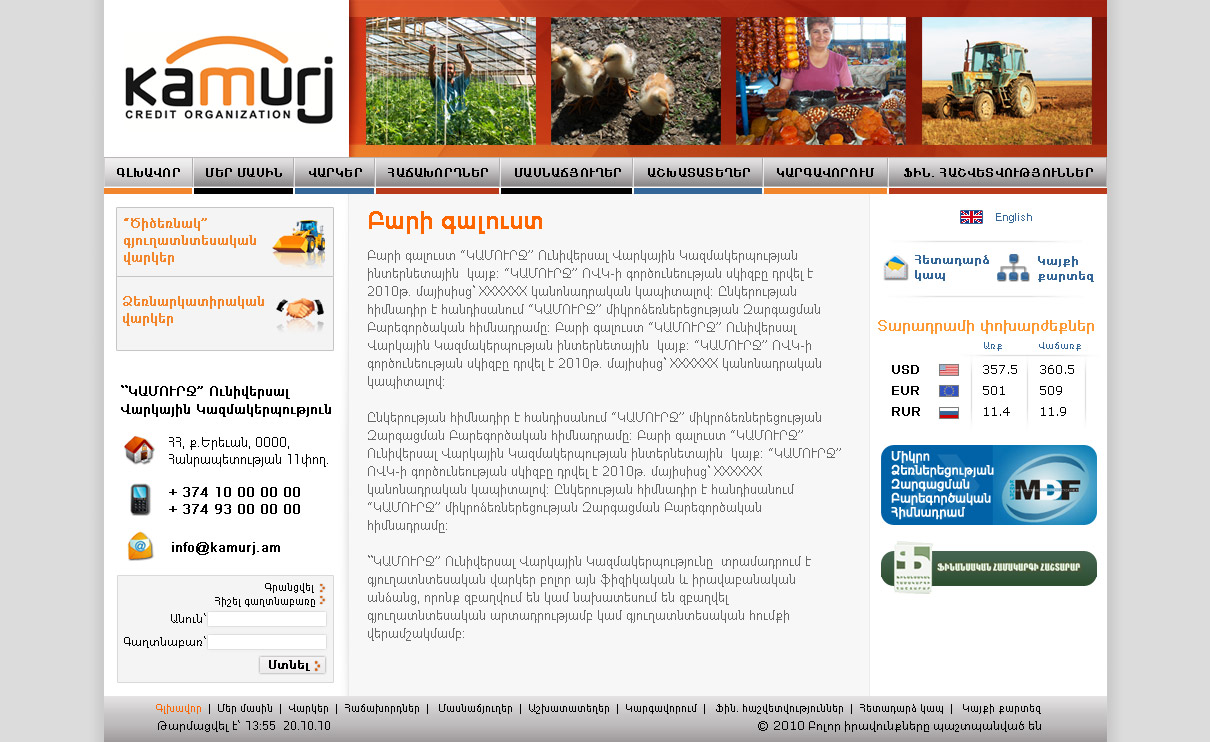 kamurj
CREDIT ORGANIZATION
ԳԼԽԱՎՈՐ
ՄԵՐ ՄԱՍԻՆ
ՎԱՐԿԵՐ
ՀԱՃԱԽՈՐԴՆԵՐ
ՄԱՍՆԱՃՅՈՒՂԵՐ
ԱՇԽԱՏԱՏԵՂԵՐ
ԿԱՐԳԱՎՈՐՈՒՄ
ՖԻՆ. ՀԱՇՎԵՏՎՈՒԹՅՈՒՆՆԵՐ
“Ծիծեռնակ”
գյուղատնտեսական
վարկեր
Ձեռնարկատիրական
վարկեր
“ԿԱՄՈՒՐՋ” Ունիվերսալ
Վարկային Կազմակերպություն
ՀՀ, ք.Երեւան, 0000,
Հանրապետության 11փող.
+ 374 10 00 00 00
+ 374 93 00 00 00
info@kamurj.am
Գրանցվել
Հիշել գաղտնաբառը
Անուն՝
Գաղտնաբառ՝
Մտնել
Բարի գալուստ
Բարի գալուստ “ԿԱՄՈՒՐՋ” Ունիվերսալ Վարկային Կազմակերպության
ինտերնետային կայք: “ԿԱՄՈՒՐՋ” ՈՎԿ-ի գործունեության սկիզբը դրվել է
2010թ. մայիսիսց՝ XXXXXX կանոնադրական կապիտալով: Ընկերության
հիմնադիր է հանդիսանում “ԿԱՄՈՒՐՋ” միկրոձեռներեցության Զարգացման
Բարեգործական հիմնադրամը: Բարի գալուստ “ԿԱՄՈՒՐՋ” Ունիվերսալ
Վարկային Կազմակերպության ինտերնետային կայք: “ԿԱՄՈՒՐՋ” ՈՎԿ-ի
գործունեության սկիզբը դրվել է 2010թ. մայիսիսց՝ XXXXXX կանոնադրական
կապիտալով:
Ընկերության հիմնադիր է հանդիսանում “ԿԱՄՈՒՐՋ” միկրոձեռներեցության
Զարգացման Բարեգործական հիմնադրամը: Բարի գալուստ “ԿԱՄՈՒՐՋ”
Ունիվերսալ Վարկային Կազմակերպության ինտերնետային կայք: “ԿԱՄՈՒՐՋ”
ՈՎԿ-ի գործունեության սկիզբը դրվել է 2010թ. մայիսիսց՝ XXXXXX
կանոնադրական կապիտալով: Ընկերության հիմնադիր է հանդիսանում
“ԿԱՄՈՒՐՋ” միկրոձեռներեցության Զարգացման Բարեգործական
հիմնադրամը:
“ԿԱՄՈՒՐՋ” Ունիվերսալ Վարկային Կազմակերպությունը տրամադրում է
գյուղատնտեսական վարկեր բոլոր այն ֆիզիկական և իրավաբանական
անձանց, որոնք զբաղվում են կամ նախատեսում են զբաղվել
գյուղատնտեսական արտադրությամբ կամ գյուղատնտեսական հումքի
վերամշակմամբ:
English
Հետադարձ
կապ
Կայքի
քարտեզ
Տարադրամի փոխարժեքներ
Առք Վաճառք
USD 357.5 360.5
EUR 501 509
RUR 11.4 11.9
Միկրո
Ձեռներեցության
Զարգացման
Բարեգործական
Հիմնադրամ
MDF
ՖԻՆԱՆՍԱԿԱՆ ՀԱՄԱԿԱՐԳԻ ՀԱՇՏԱՐԱՐ
Գլխավոր | Մեր մասին | Վարկեր | Հաճախորդներ | Մասնաճյուղեր | Աշխատատեղեր | Կարգավորում | Ֆին. հաշվետվություններ | Հետադարձ կապ | Կայքի քարտեզ
Թարմացվել է՝ 13:55 20.10.10
© 2010 Բոլոր իրավունքները պաշտպանված են